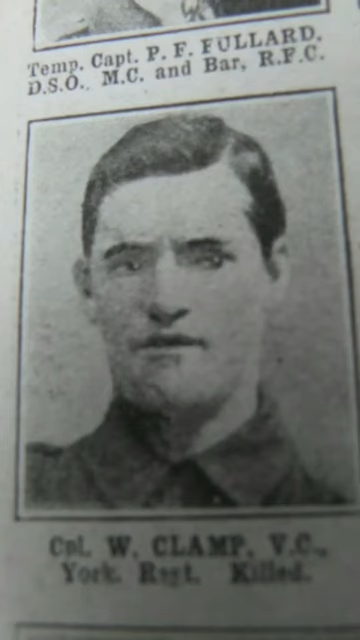 Temp. Capt. P. F. FULLARD,
D.S.O., M.C. and Bar, R.F.C.
Cpl. W. CLAMP, V.C.,
York. Regt. Killed.